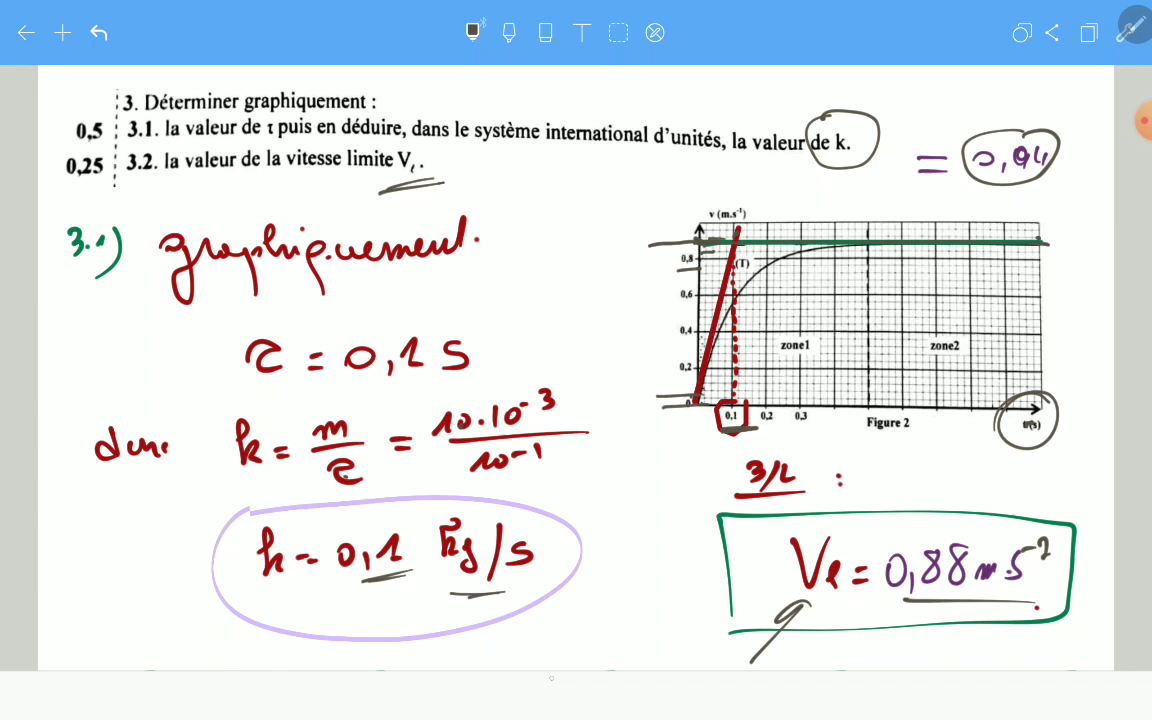 3. Déterminer graphiquement :
0,5 3.1. la valeur de τ puis en déduire, dans le système international d'unités, la valeur de k.
0,25 3.2. la valeur de la vitesse limite Vℓ.
= 0,04
3.1) graphiquement.
τ = 0,1 s
donc k = m/τ = 10.10⁻³/10⁻¹
k = 0,1 kg/s
v (m.s⁻¹)
(T)
0,8
0,6
0,4
0,2
0
zone1 zone2
0,1 0,2 0,3
t(s)
Figure 2
3/2 :
Vℓ = 0,88 m.s⁻¹